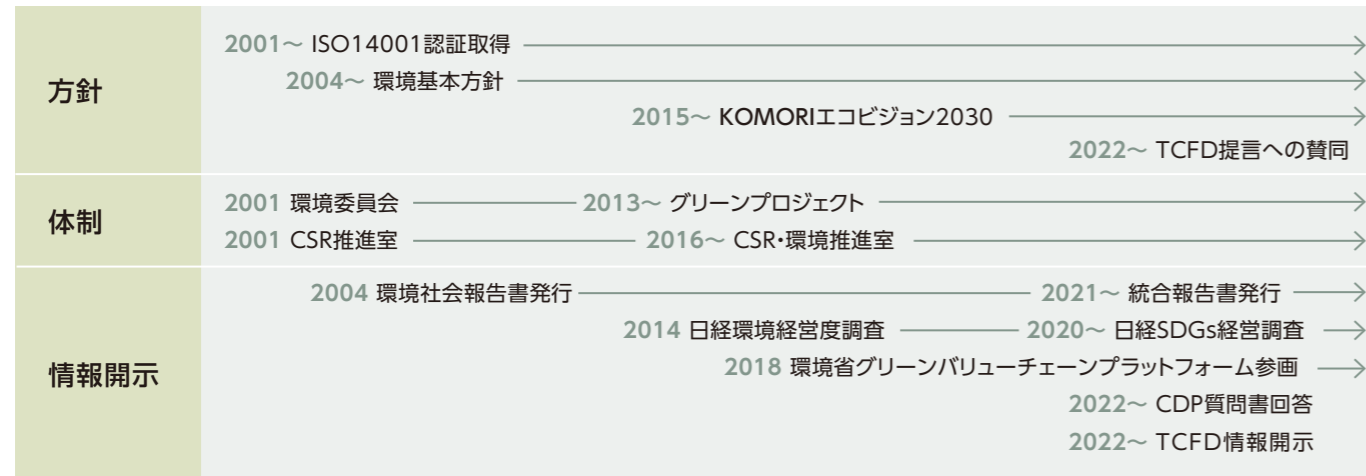 方針
2001～ ISO14001認証取得
2004～ 環境基本方針
2015～ KOMORIエコビジョン2030
2022～ TCFD提言への賛同
体制
2001 環境委員会 2013～ グリーンプロジェクト
2001 CSR推進室 2016～ CSR・環境推進室
情報開示
2004 環境社会報告書発行 2021～ 統合報告書発行
2014 日経環境経営度調査 2020～ 日経SDGs経営調査
2018 環境省グリーンバリューチェーンプラットフォーム参画
2022～ CDP質問書回答
2022～ TCFD情報開示